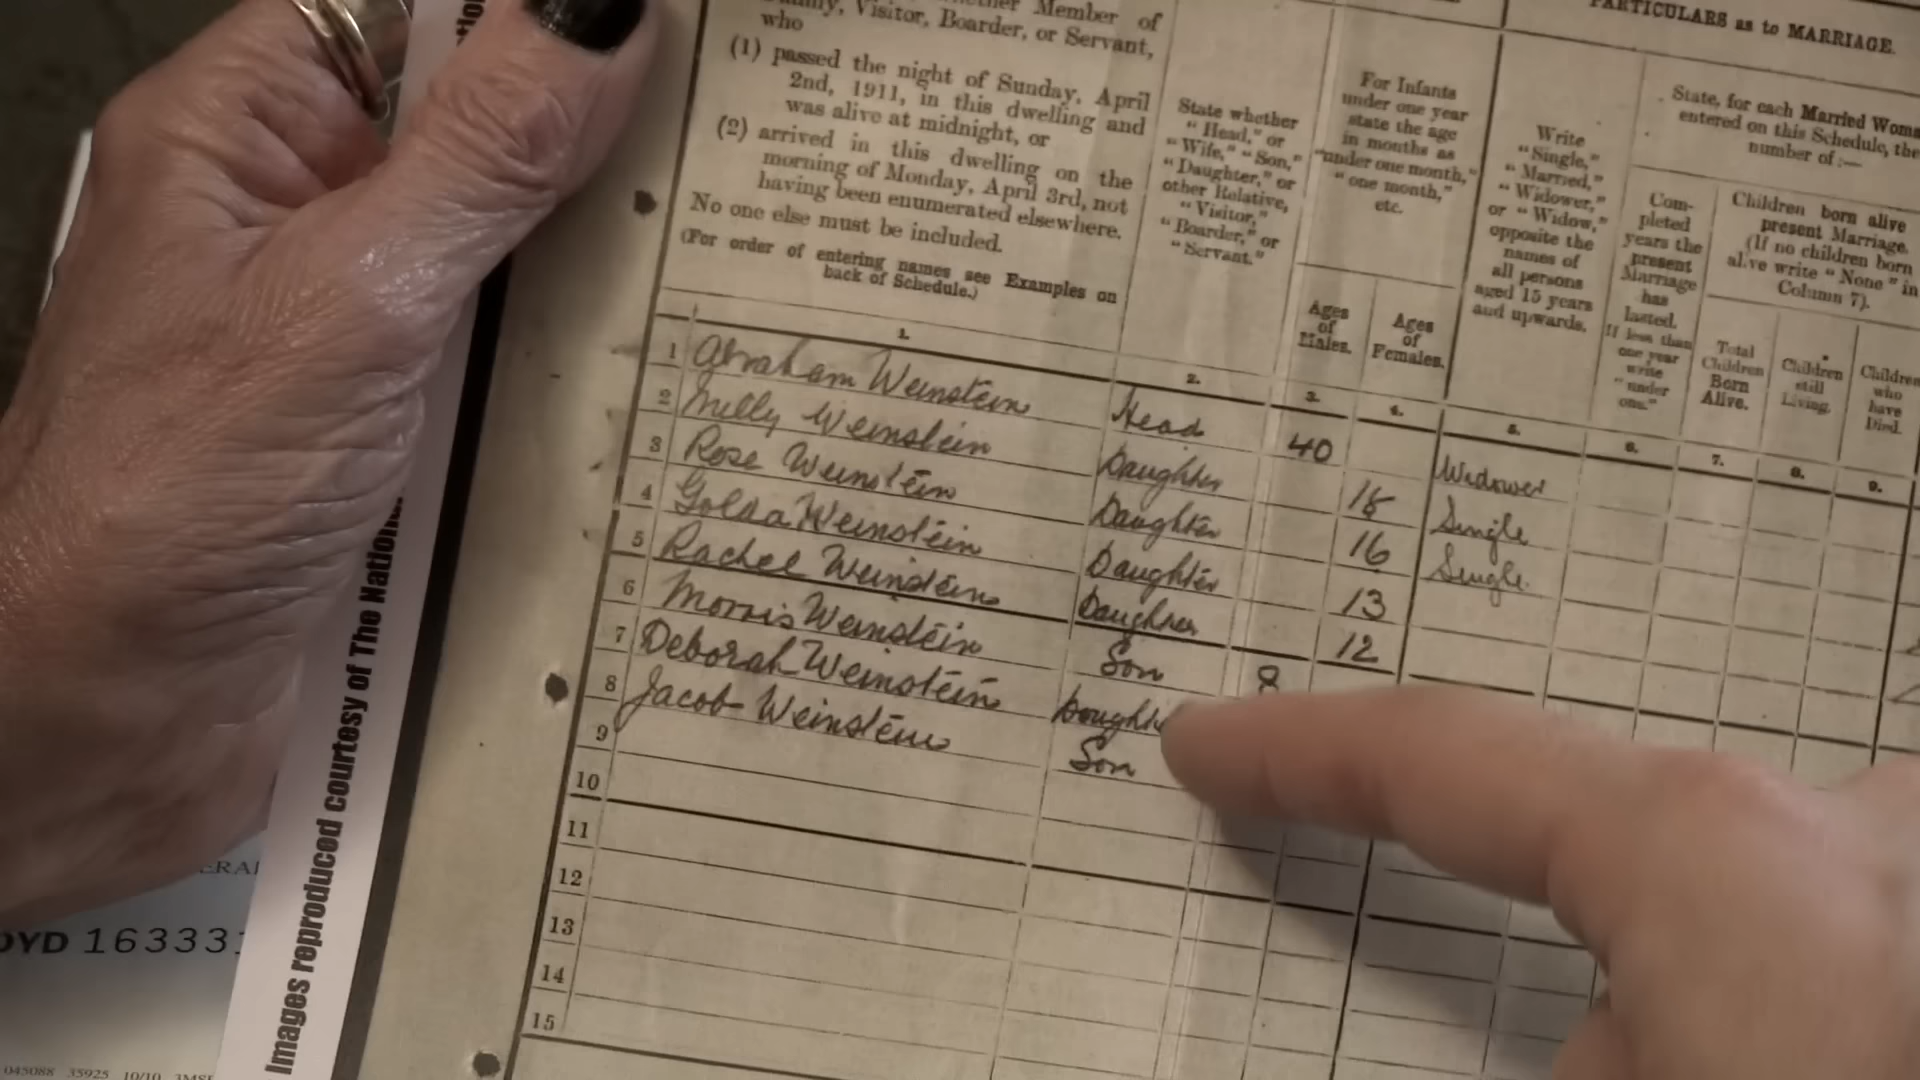 Member of
Visitor, Boarder, or Servant,
who
(1) passed the night of Sunday, April
2nd, 1911, in this dwelling and
was alive at midnight, or
(2) arrived in this dwelling on the
morning of Monday, April 3rd, not
having been enumerated elsewhere.
No one else must be included.
(For order of entering names see Examples on
back of Schedule.)
State whether
"Head," or
"Wife," "Son,"
"Daughter," or
other Relative,
"Visitor,"
"Boarder," or
"Servant."
For Infants
under one year
state the age
in months as
"under one month,"
"one month,"
etc.
Ages
of
Males.
Ages
of
Females.
PARTICULARS as to MARRIAGE.
Write
"Single,"
"Married,"
"Widower,"
or "Widow,"
opposite the
names of
all persons
aged 15 years
and upwards.
State, for each Married Woma
entered on this Schedule, the
number of :—
Com-
pleted
years the
present
Marriage
has
lasted.
If less than
one year
write
"under
one."
Children born alive
present Marriage.
(If no children born
alive write "None" in
Column 7).
Total
Children
Born
Alive.
Children
still
Living.
Children
who
have
Died.
1. 2. 3. 4. 5. 6. 7. 8. 9.
1 Abraham Weinstein Head 40 Widower
2 Milly Weinstein Daughter 18 Single
3 Rose Weinstein Daughter 16 Single
4 Golda Weinstein Daughter 13
5 Rachel Weinstein Daughter 12
6 Morris Weinstein Son 8
7 Deborah Weinstein Daughte
8 Jacob Weinstein Son
9
10
11
12
13
14
15
Images reproduced courtesy of The National
OYD 163331
045088 35925 10/10